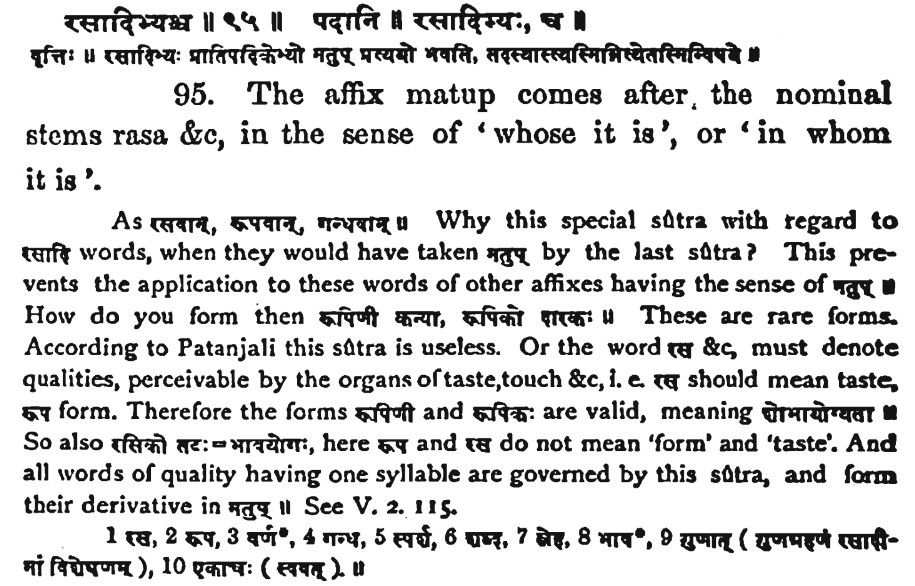 रसादिभ्यश्च ॥ ९५ ॥ पदानि ॥ रसादिभ्यः, च ॥
वृत्तिः ॥ रसादिभ्यः प्रातिपदिकेभ्यो मतुप् प्रत्ययो भवति, तदस्यास्त्यस्मिन्नित्येतस्मिन्विषये ॥
95. The affix matup comes after the nominal
stems rasa &c, in the sense of ‘whose it is’, or ‘in whom
it is’.
As रसवान्, रूपवान्, गन्धवान् ॥ Why this special sûtra with regard to
रसादि words, when they would have taken मतुप् by the last sûtra? This pre-
vents the application to these words of other affixes having the sense of मतुप् ॥
How do you form then रूपिणी कन्या, रूपिको दारकः ॥ These are rare forms.
According to Patanjali this sûtra is useless. Or the word रस &c, must denote
qualities, perceivable by the organs of taste,touch &c, i. e. रस should mean taste,
रूप form. Therefore the forms रूपिणी and रूपिकः are valid, meaning शोभायोग्यता ॥
So also रसिको नटः=भावयोगः, here रूप and रस do not mean ‘form’ and ‘taste’. And
all words of quality having one syllable are governed by this sûtra, and form
their derivative in मतुप् ॥ See V. 2. 115.
1 रस, 2 रूप, 3 वर्ण*, 4 गन्ध, 5 स्पर्श, 6 शब्द, 7 स्नेह, 8 भाव*, 9 गुणात् ( गुणग्रहणं रसादी-
नां विशेषणम् ), 10 एकाचः ( स्ववत् ). ॥